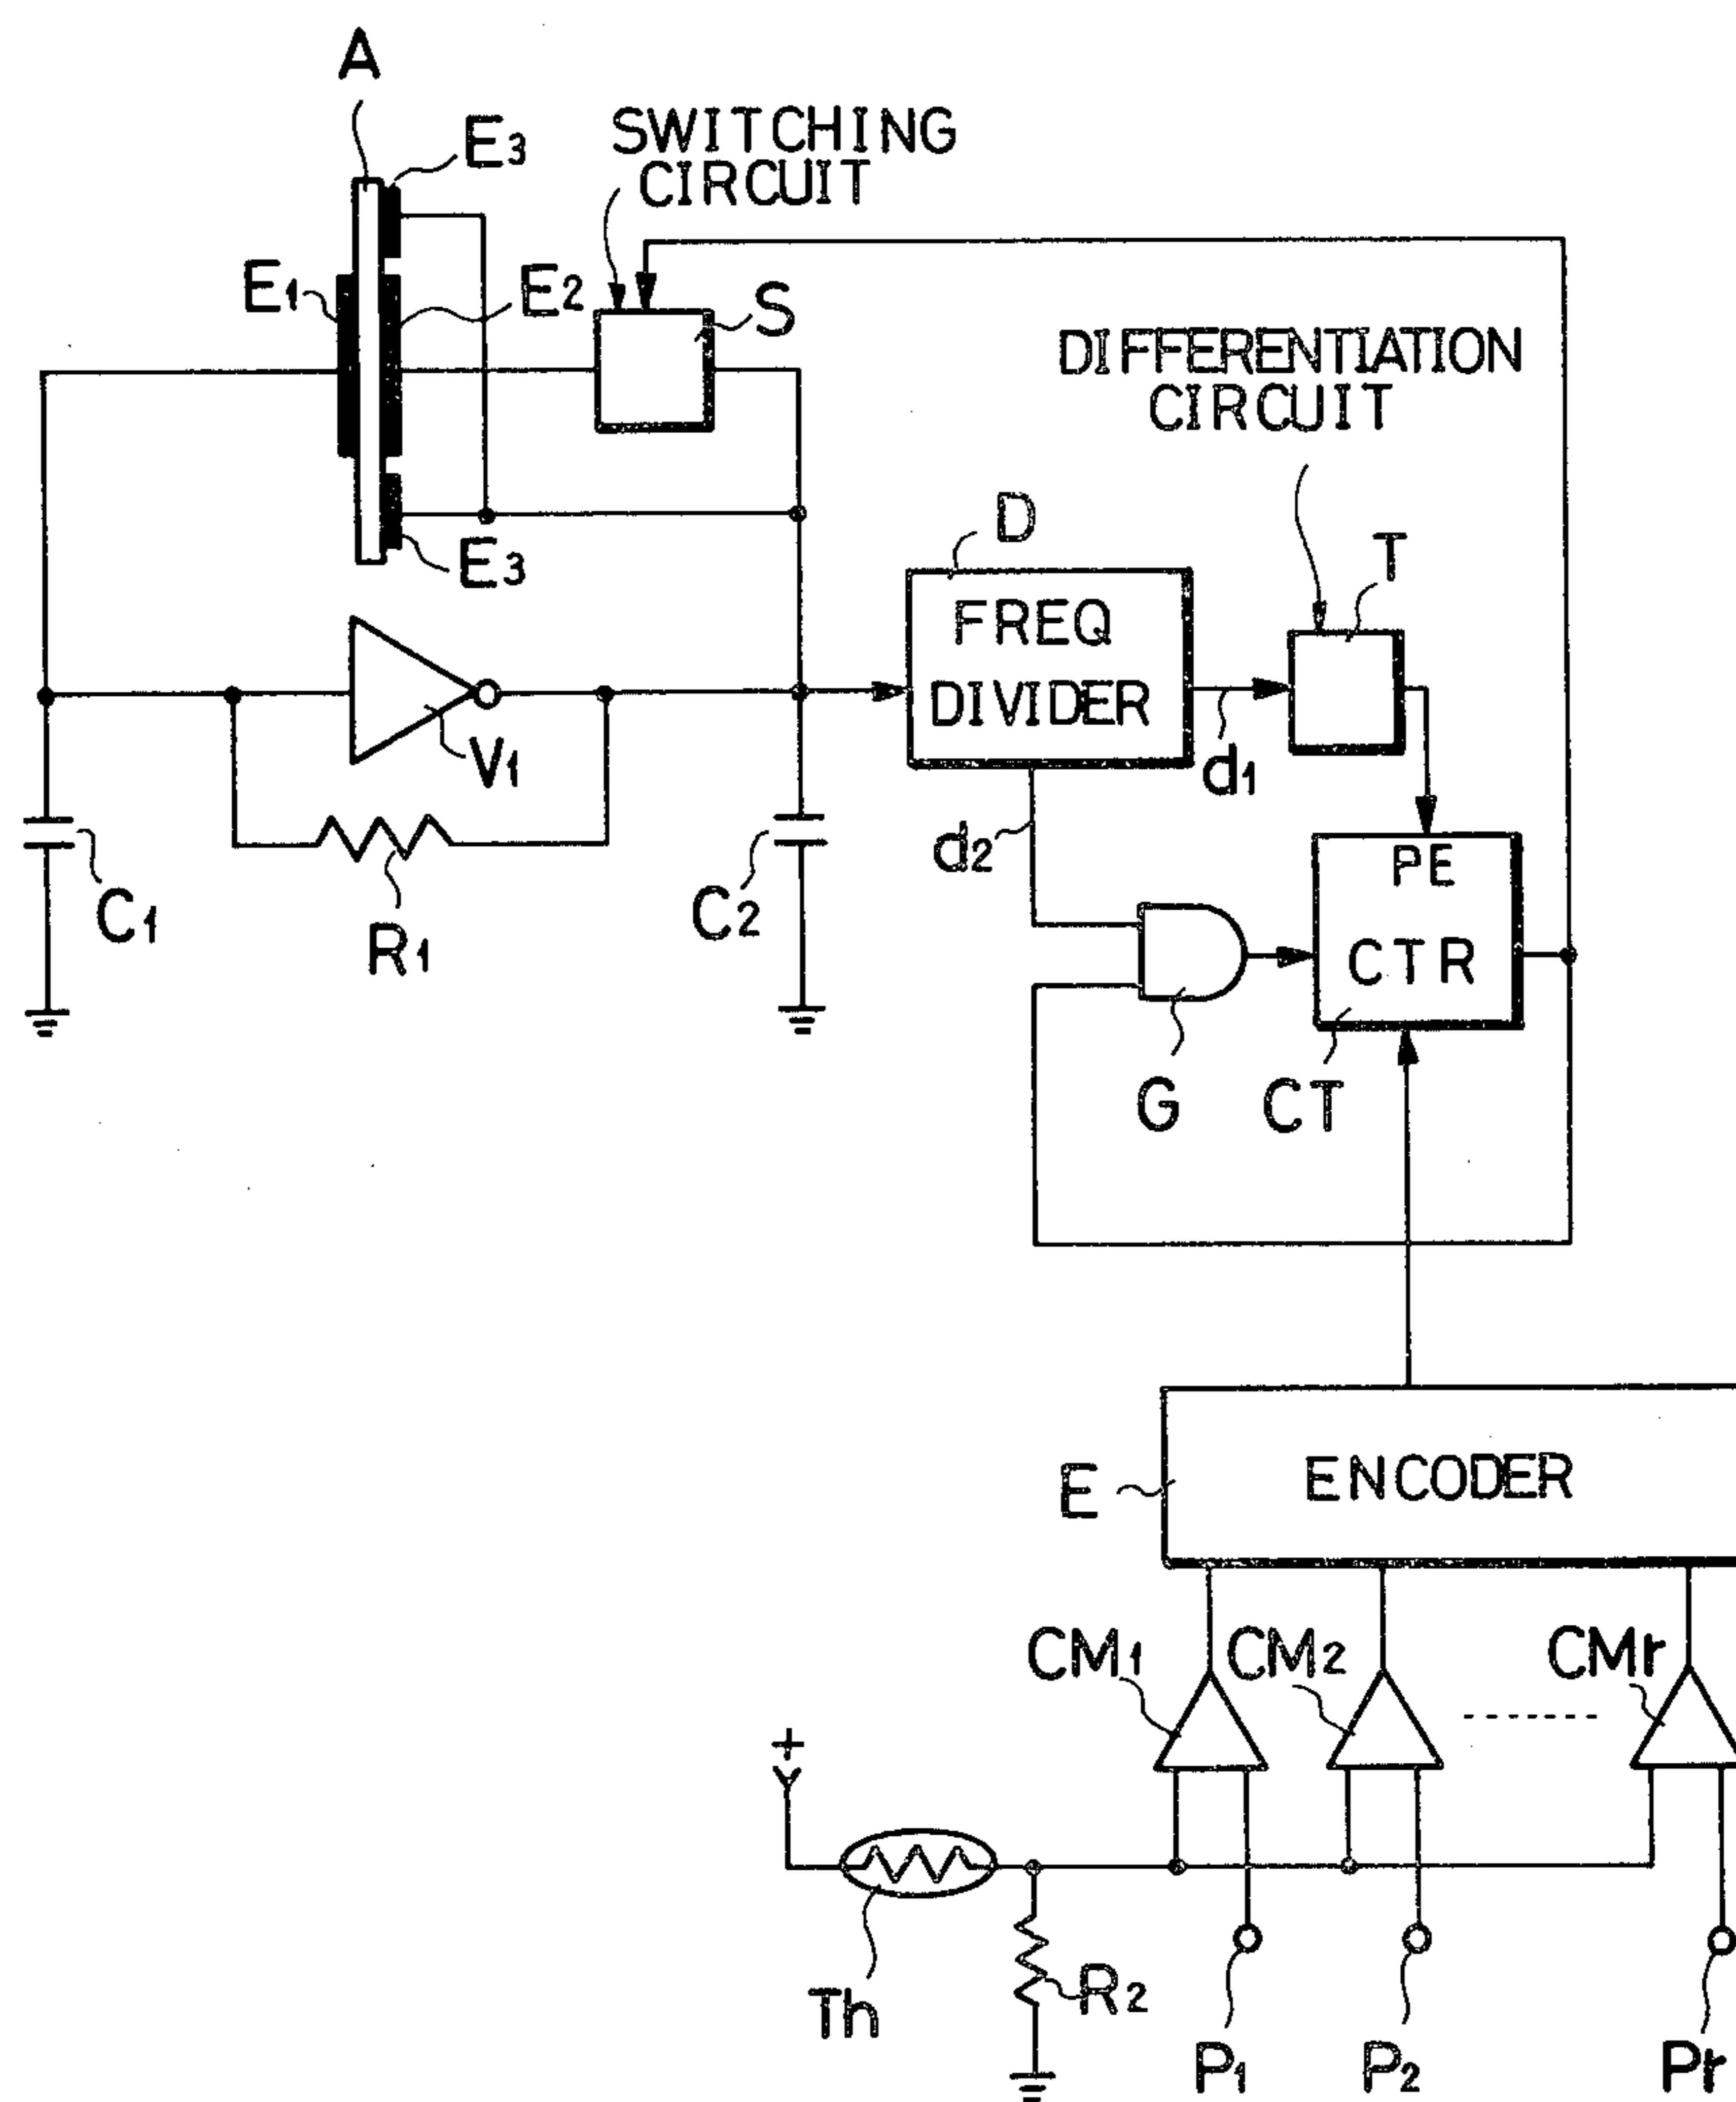 A
E3
SWITCHING
CIRCUIT
E1
E2
S
DIFFERENTIATION
CIRCUIT
E3
D
FREQ
DIVIDER
T
V1
d1
d2
PE
CTR
C1
R1
C2
G
CT
E
ENCODER
CM1
CM2
CMr
+
Th
R2
P1
P2
Pr